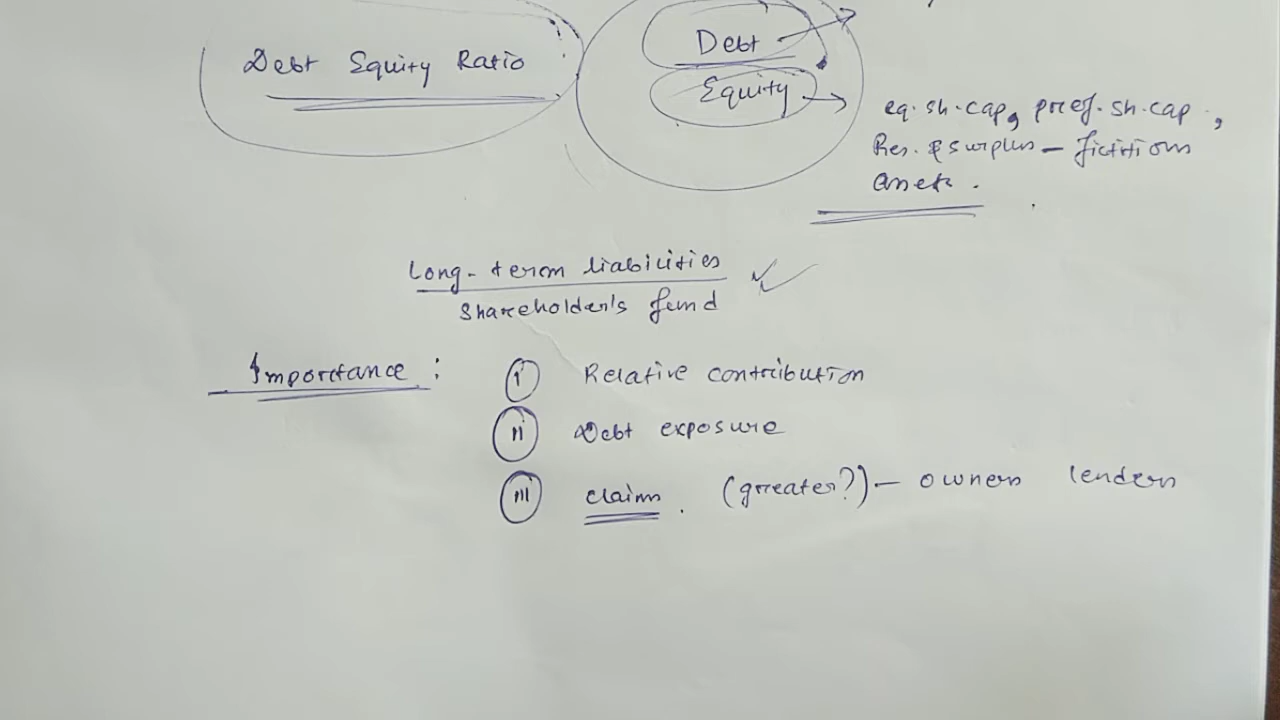 Debt Equity Ratio
Debt
Equity
eq. sh. cap, pref. sh. cap,
Res. & surplus - fictitious
assets.
Long-term liabilities
Shareholder's fund
Importance :
i Relative contribution
ii Debt exposure
iii claims. (greater?) - owners lenders